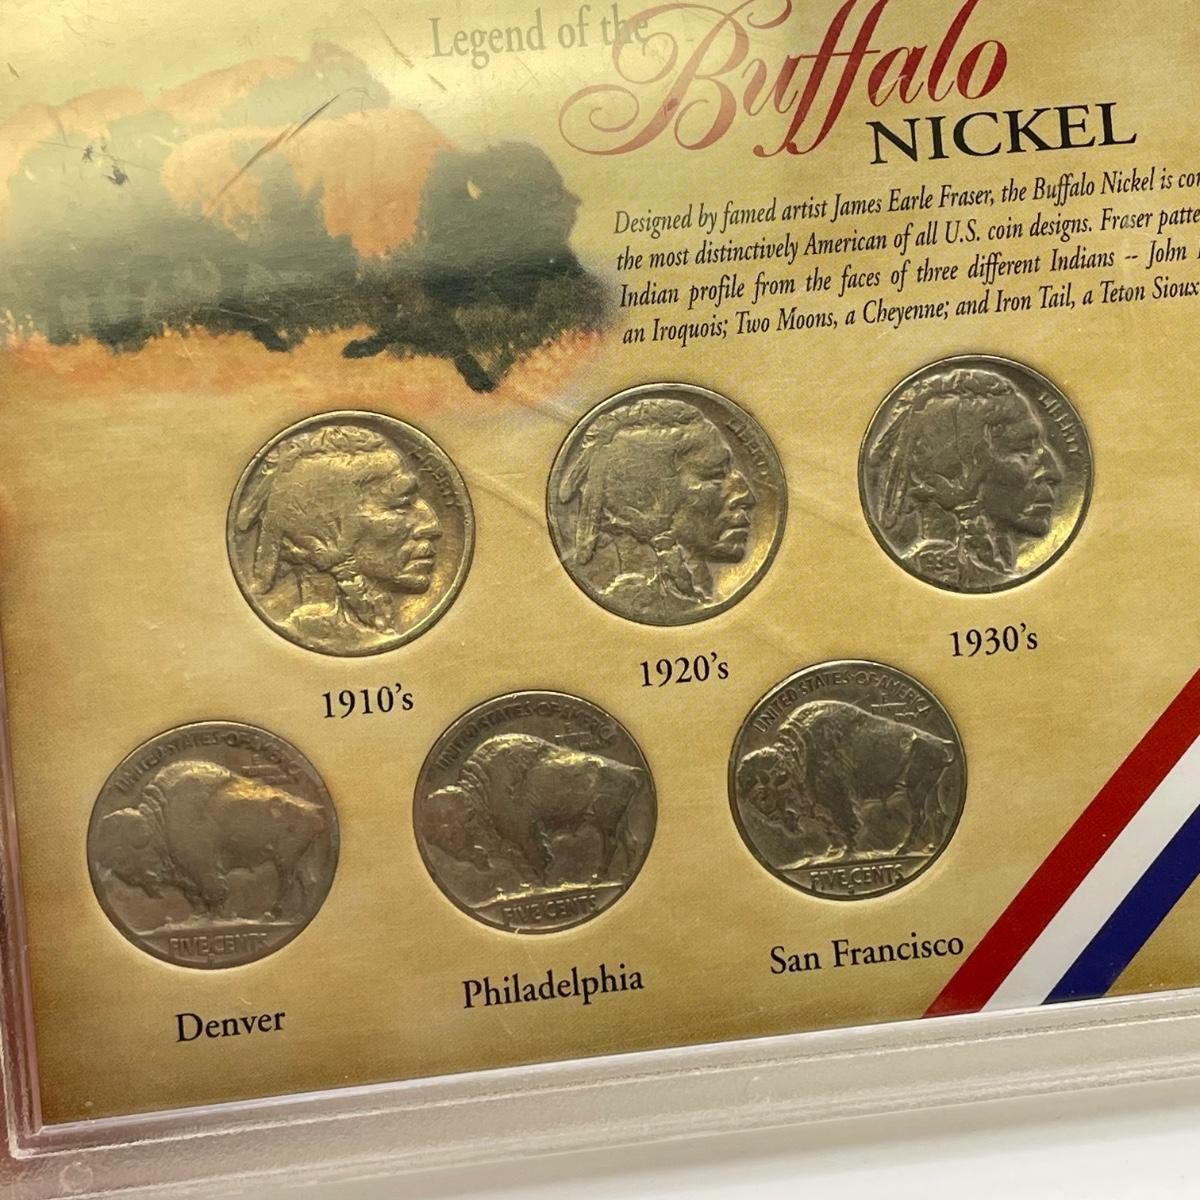 Legend of the
Buffalo
NICKEL
Designed by famed artist James Earle Fraser, the Buffalo Nickel is
the most distinctively American of all U.S. coin designs. Fraser
Indian profile from the faces of three different Indians -- John
an Iroquois; Two Moons, a Cheyenne; and Iron Tail, a Teton Sioux
LIBERTY
LIBERTY
LIBERTY
1910's
1920's
1930's
UNITED STATES OF AMERICA
FIVE CENTS
UNITED STATES OF AMERICA
FIVE CENTS
UNITED STATES OF AMERICA
FIVE CENTS
Denver
Philadelphia
San Francisco